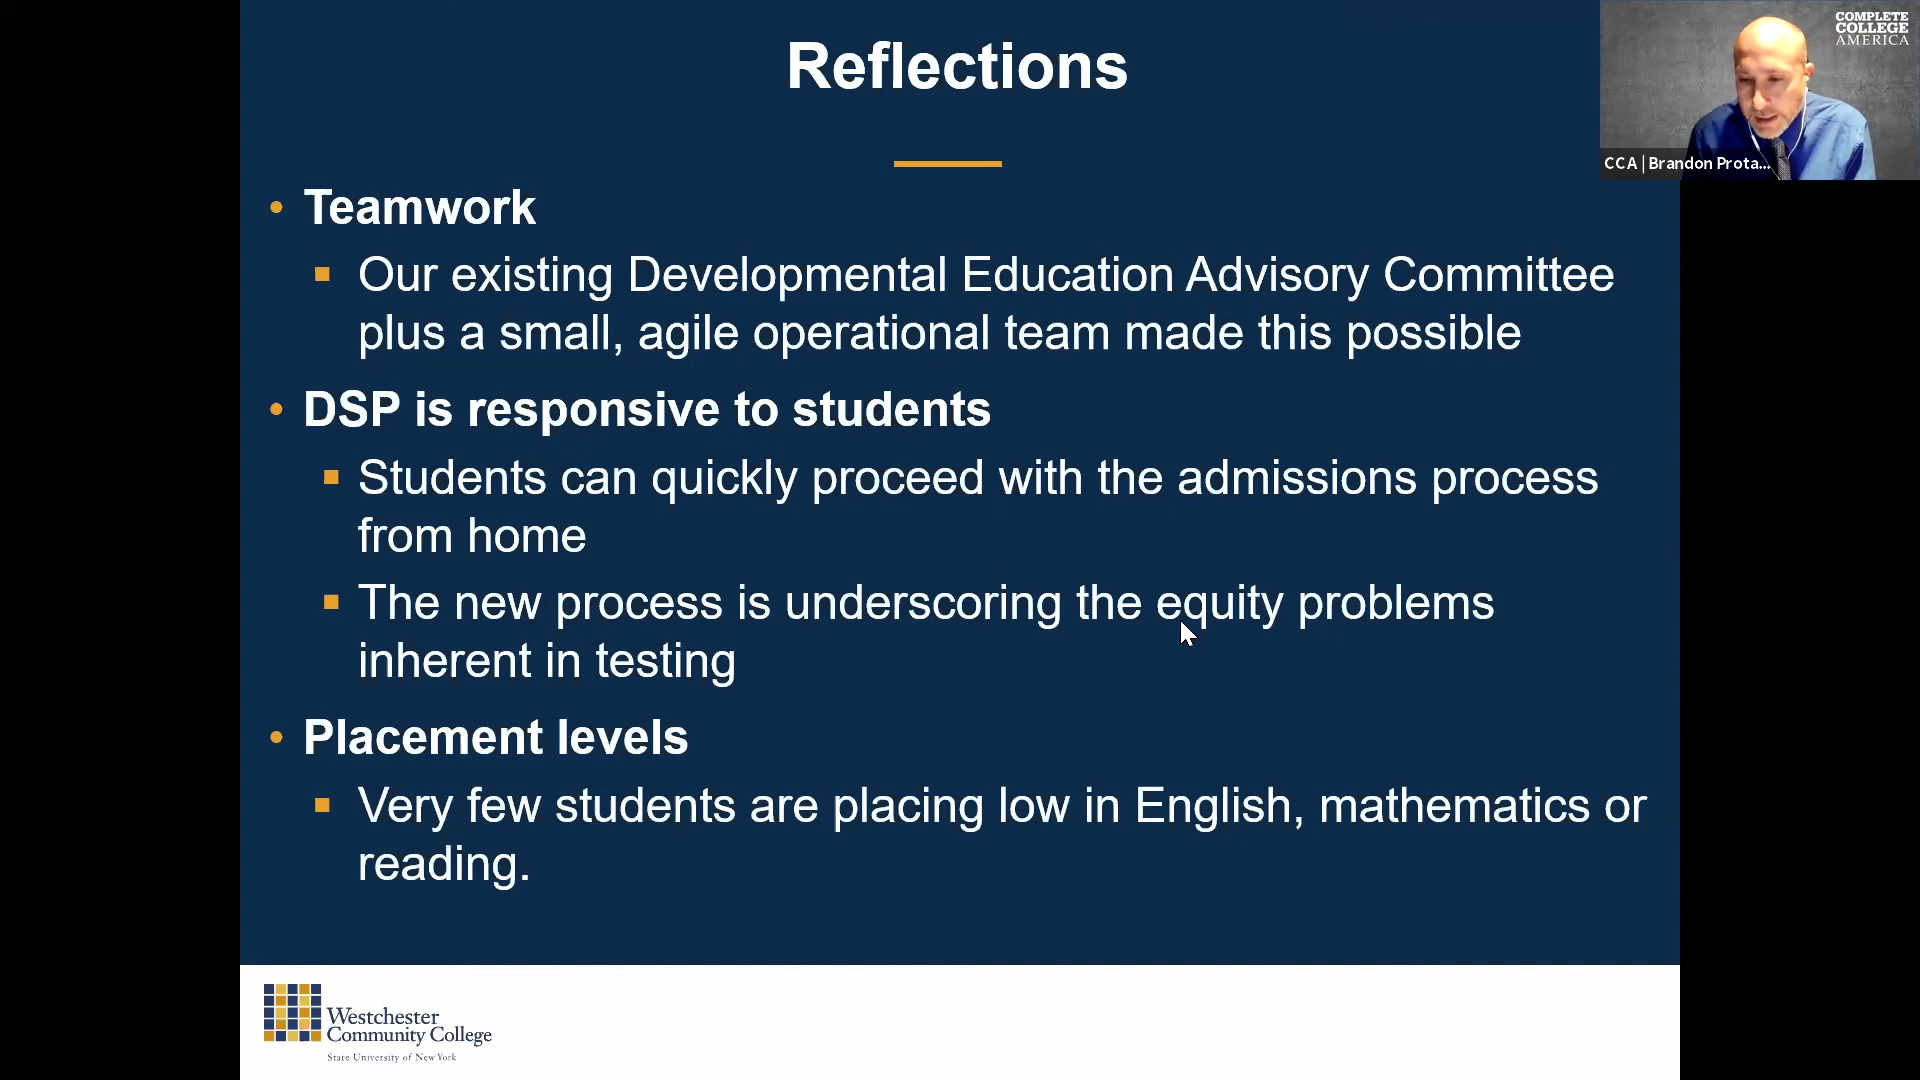 Reflections
COMPLETE
COLLEGE
AMERICA
CCA | Brandon Prota...
• Teamwork
▪ Our existing Developmental Education Advisory Committee
plus a small, agile operational team made this possible
• DSP is responsive to students
▪ Students can quickly proceed with the admissions process
from home
▪ The new process is underscoring the equity problems
inherent in testing
• Placement levels
▪ Very few students are placing low in English, mathematics or
reading.
Westchester
Community College
State University of New York